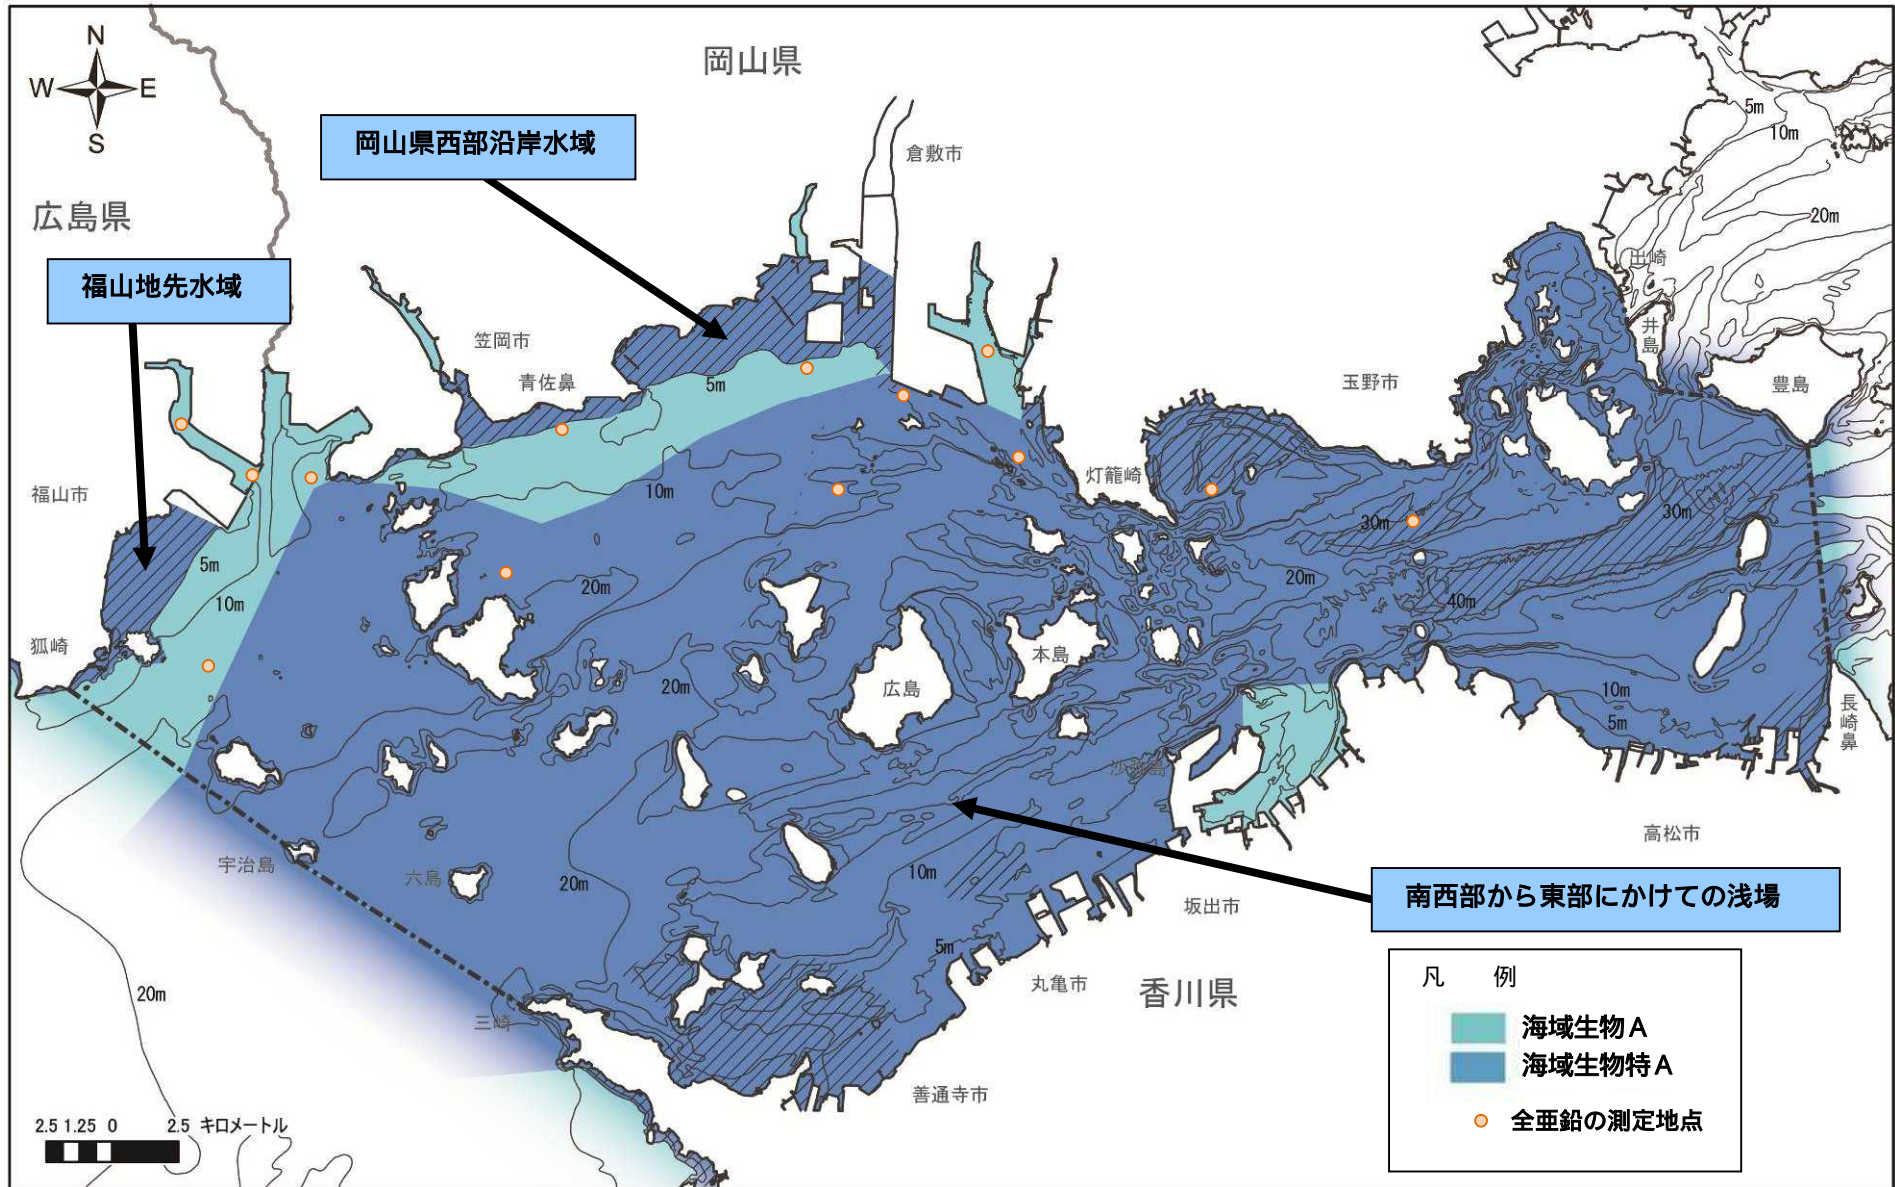 N
W
E
S
岡山県
5m
10m
岡山県西部沿岸水域
倉敷市
広島県
20m
出崎
福山地先水域
井島
笠岡市
青佐鼻
5m
玉野市
豊島
福山市
灯籠崎
10m
30m
30m
5m
20m
20m
10m
40m
狐崎
本島
広島
20m
10m
5m
長崎鼻
沙弥島
高松市
宇治島
六島
20m
10m
南西部から東部にかけての浅場
坂出市
5m
丸亀市
香川県
20m
三崎
善通寺市
凡 例
海域生物A
海域生物特A
全亜鉛の測定地点
2.5 1.25 0 2.5 キロメートル